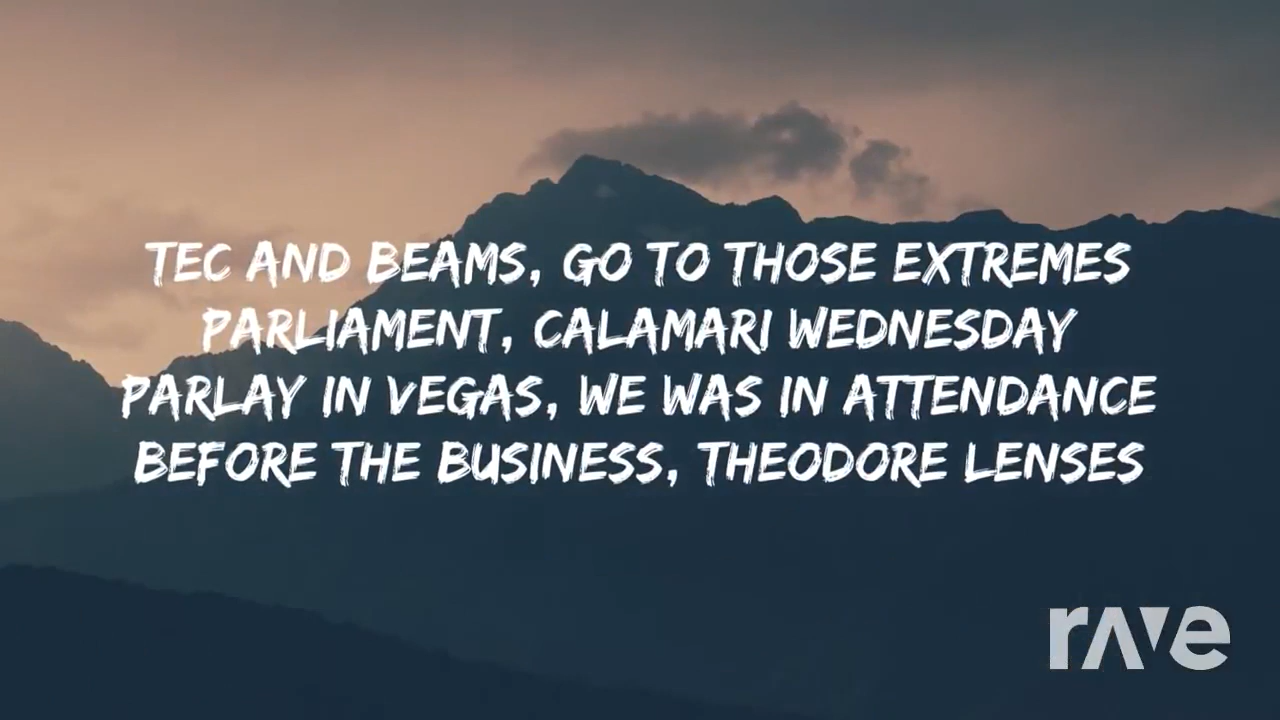 TEC AND BEAMS, GO TO THOSE EXTREMES
PARLIAMENT, CALAMARI WEDNESDAY
PARLAY IN VEGAS, WE WAS IN ATTENDANCE
BEFORE THE BUSINESS, THEODORE LENSES
rave